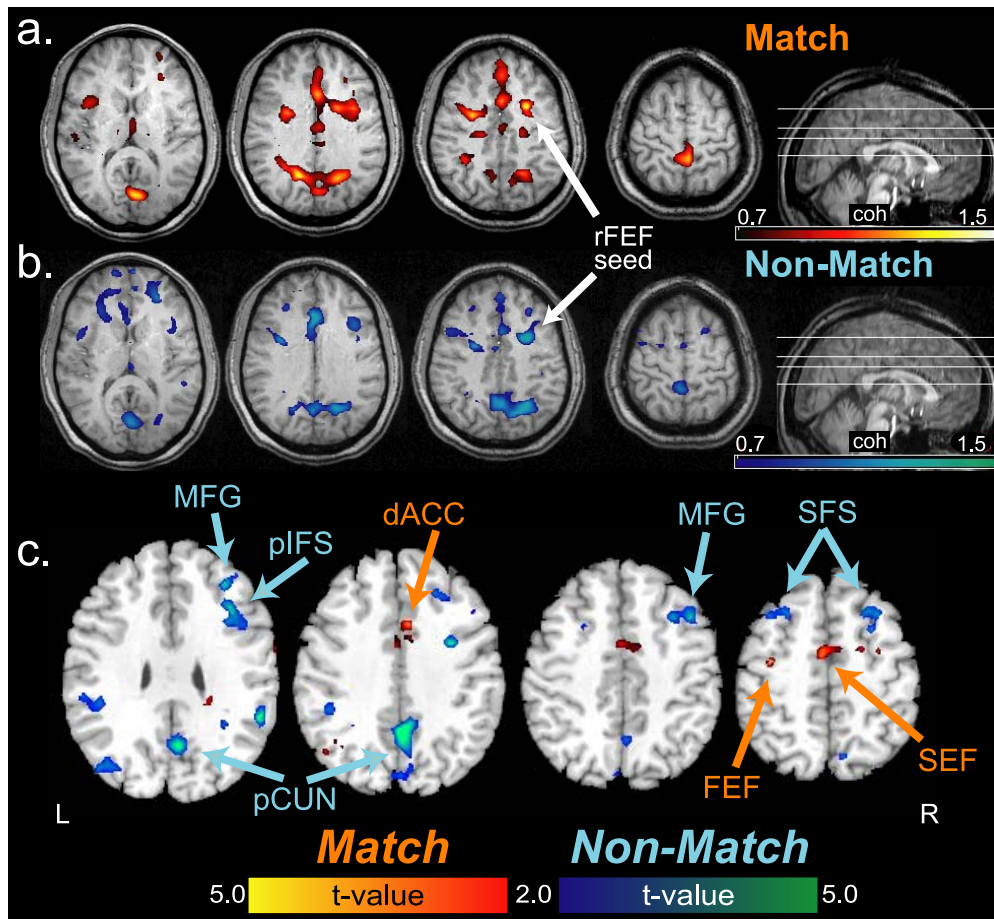 a.
Match
0.7 coh 1.5
rFEF
seed
b.
Non-Match
0.7 coh 1.5
c.
MFG
pIFS
dACC
MFG
SFS
pCUN
FEF
SEF
L
R
Match
Non-Match
5.0 t-value 2.0 t-value 5.0